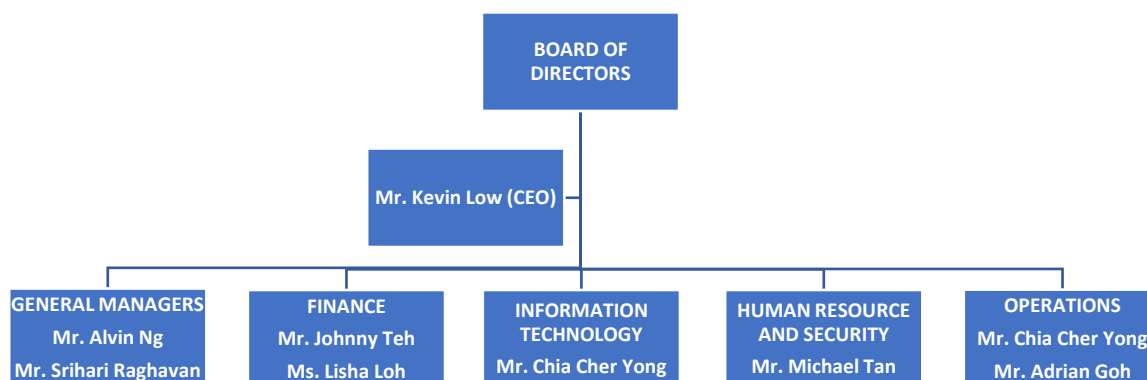 BOARD OF
DIRECTORS
Mr. Kevin Low (CEO)
GENERAL MANAGERS
Mr. Alvin Ng
Mr. Srihari Raghavan
FINANCE
Mr. Johnny Teh
Ms. Lisha Loh
INFORMATION
TECHNOLOGY
Mr. Chia Cher Yong
HUMAN RESOURCE
AND SECURITY
Mr. Michael Tan
OPERATIONS
Mr. Chia Cher Yong
Mr. Adrian Goh